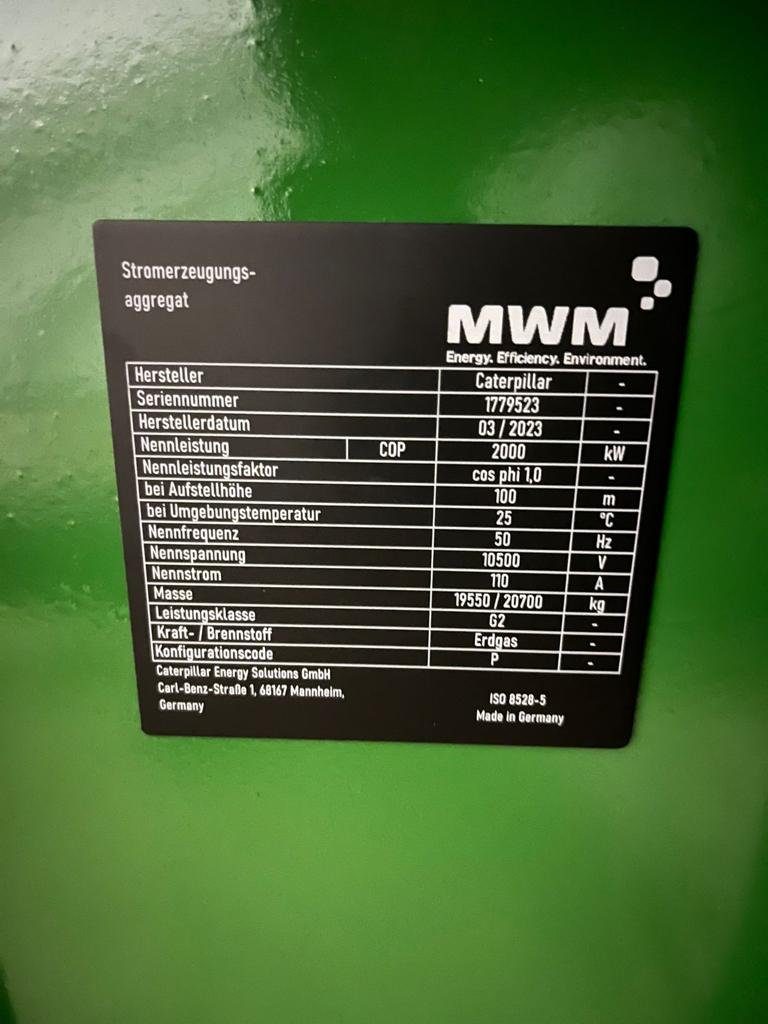 Stromerzeugungs-
aggregat
MWM
Energy. Efficiency. Environment.
Hersteller Caterpillar -
Seriennummer 1779523 -
Herstellerdatum 03 / 2023 -
Nennleistung COP 2000 kW
Nennleistungsfaktor cos phi 1,0 -
bei Aufstellhöhe 100 m
bei Umgebungstemperatur 25 °C
Nennfrequenz 50 Hz
Nennspannung 10500 V
Nennstrom 110 A
Masse 19550 / 20700 kg
Leistungsklasse G2 -
Kraft- / Brennstoff Erdgas -
Konfigurationscode P -
Caterpillar Energy Solutions GmbH
Carl-Benz-Straße 1, 68167 Mannheim,
Germany
ISO 8528-5
Made in Germany